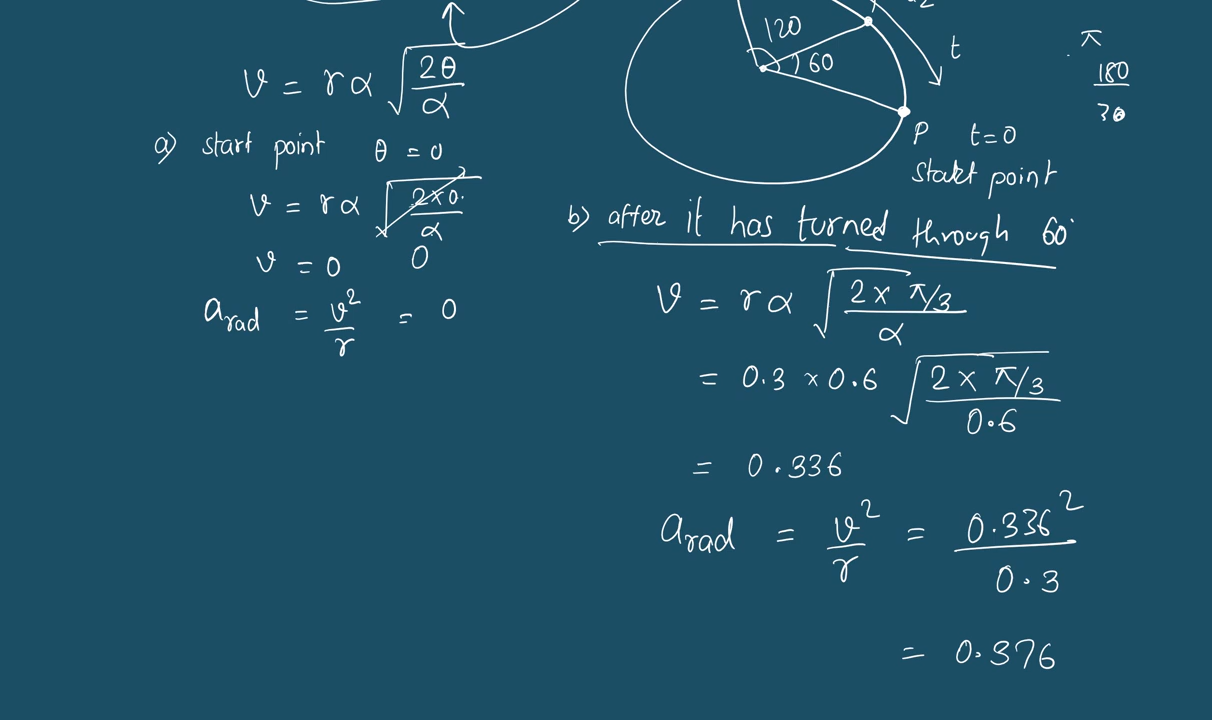 v = rα √(2θ/α)
a) start point θ = 0
v = rα √(2×0/α)
v = 0 0
a_rad = v²/r = 0
120
60
t
π
180
30
P t=0
Start point
b) after it has turned through 60°
v = rα √(2× π/3 / α)
= 0.3 × 0.6 √(2× π/3 / 0.6)
= 0.336
a_rad = v²/r = 0.336²/0.3
= 0.376